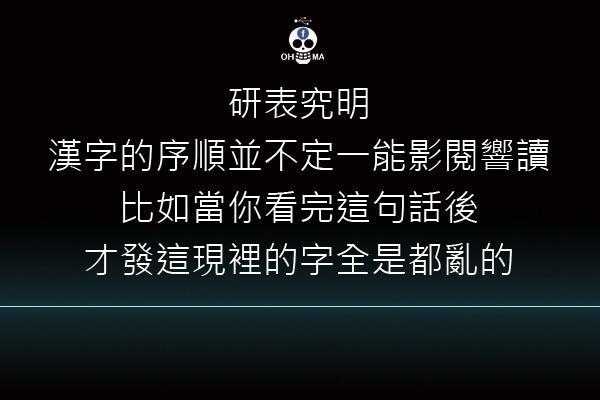 f
OH MA
研表究明
漢字的序順並不定一能影閱響讀
比如當你看完這句話後
才發這現裡的字全是都亂的